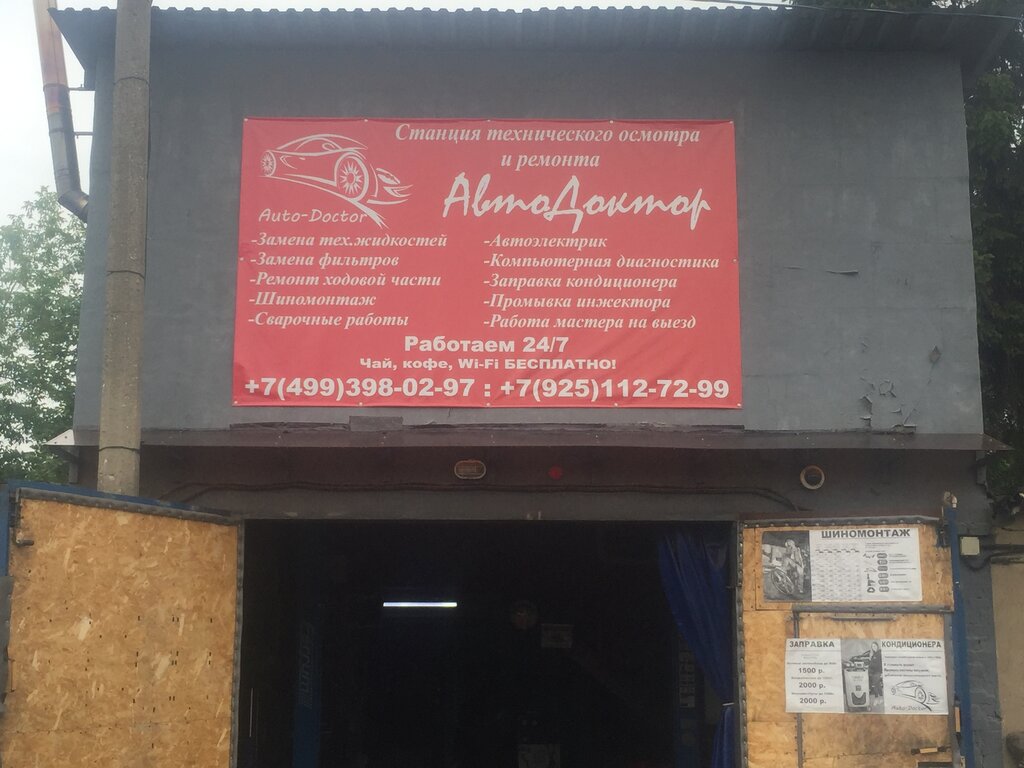 Станция технического осмотра
и ремонта
АвтоДоктор
Auto-Doctor
-Замена тех.жидкостей
-Замена фильтров
-Ремонт ходовой части
-Шиномонтаж
-Сварочные работы
-Автоэлектрик
-Компьютерная диагностика
-Заправка кондиционера
-Промывка инжектора
-Работа мастера на выезд
Работаем 24/7
Чай, кофе, Wi-Fi БЕСПЛАТНО!
+7(499)398-02-97 : +7(925)112-72-99
ШИНОМОНТАЖ
ЗАПРАВКА КОНДИЦИОНЕРА
1500 р.
2000 р.
2000 р.
Auto-Doctor